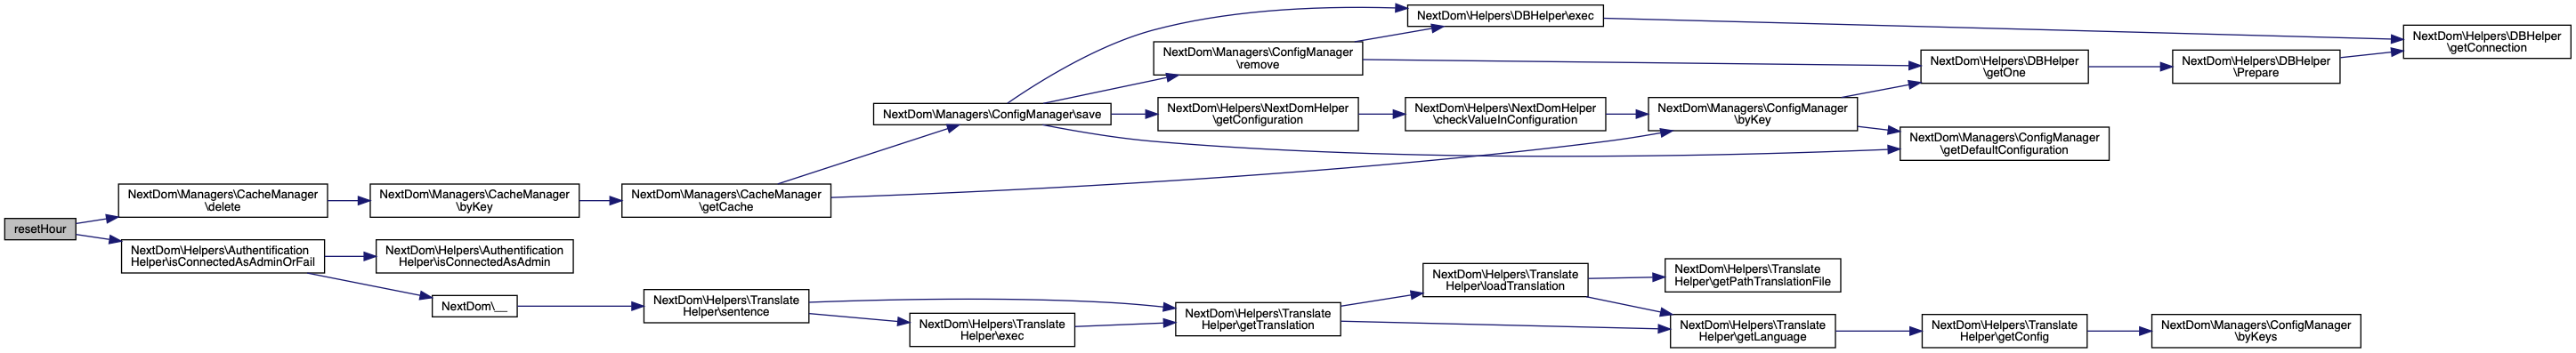 resetHour
NextDom\Managers\CacheManager
\delete
NextDom\Managers\CacheManager
\byKey
NextDom\Managers\CacheManager
\getCache
NextDom\Managers\ConfigManager\save
NextDom\Helpers\DBHelper\exec
NextDom\Managers\ConfigManager
\remove
NextDom\Helpers\NextDomHelper
\getConfiguration
NextDom\Helpers\NextDomHelper
\checkValueInConfiguration
NextDom\Managers\ConfigManager
\byKey
NextDom\Helpers\DBHelper
\getOne
NextDom\Helpers\DBHelper
\Prepare
NextDom\Helpers\DBHelper
\getConnection
NextDom\Managers\ConfigManager
\getDefaultConfiguration
NextDom\Helpers\Authentification
Helper\isConnectedAsAdminOrFail
NextDom\Helpers\Authentification
Helper\isConnectedAsAdmin
NextDom\__
NextDom\Helpers\Translate
Helper\sentence
NextDom\Helpers\Translate
Helper\exec
NextDom\Helpers\Translate
Helper\getTranslation
NextDom\Helpers\Translate
Helper\loadTranslation
NextDom\Helpers\Translate
Helper\getPathTranslationFile
NextDom\Helpers\Translate
Helper\getLanguage
NextDom\Helpers\Translate
Helper\getConfig
NextDom\Managers\ConfigManager
\byKeys